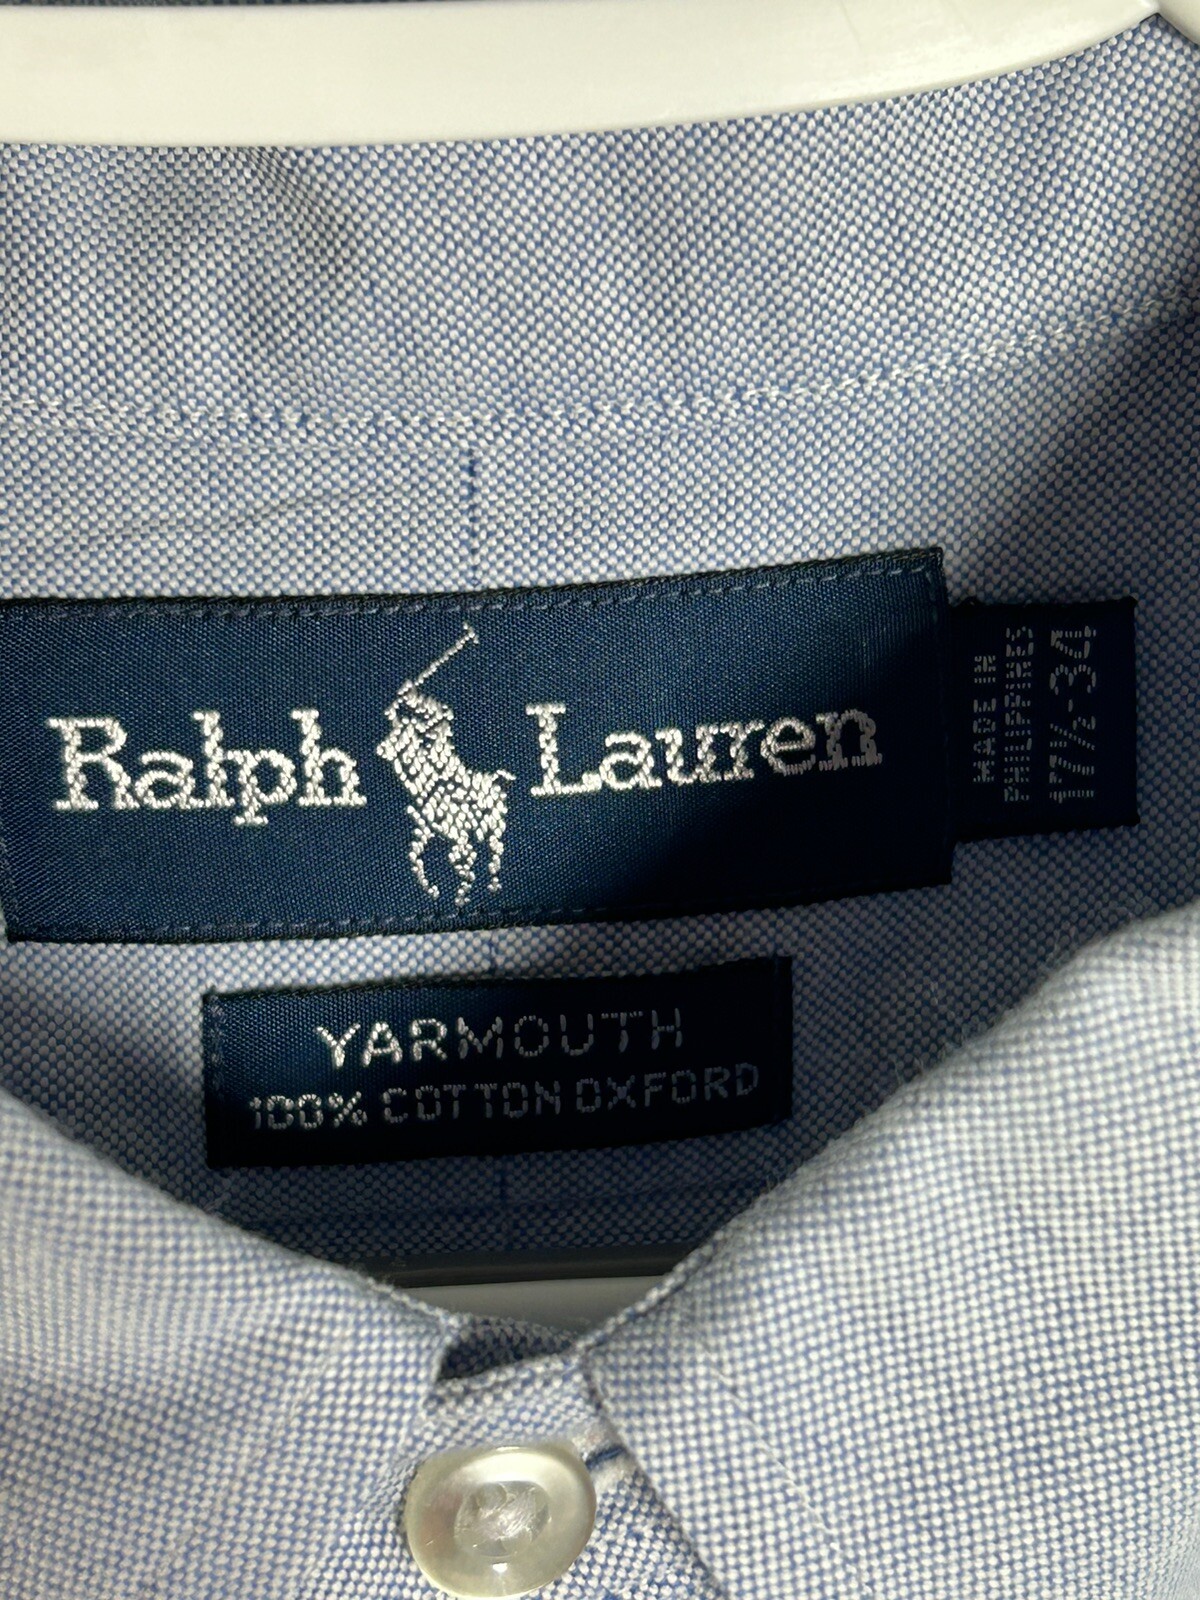 Ralph Lauren
MADE IN
PHILIPPINES
17½-34
YARMOUTH
100% COTTON OXFORD